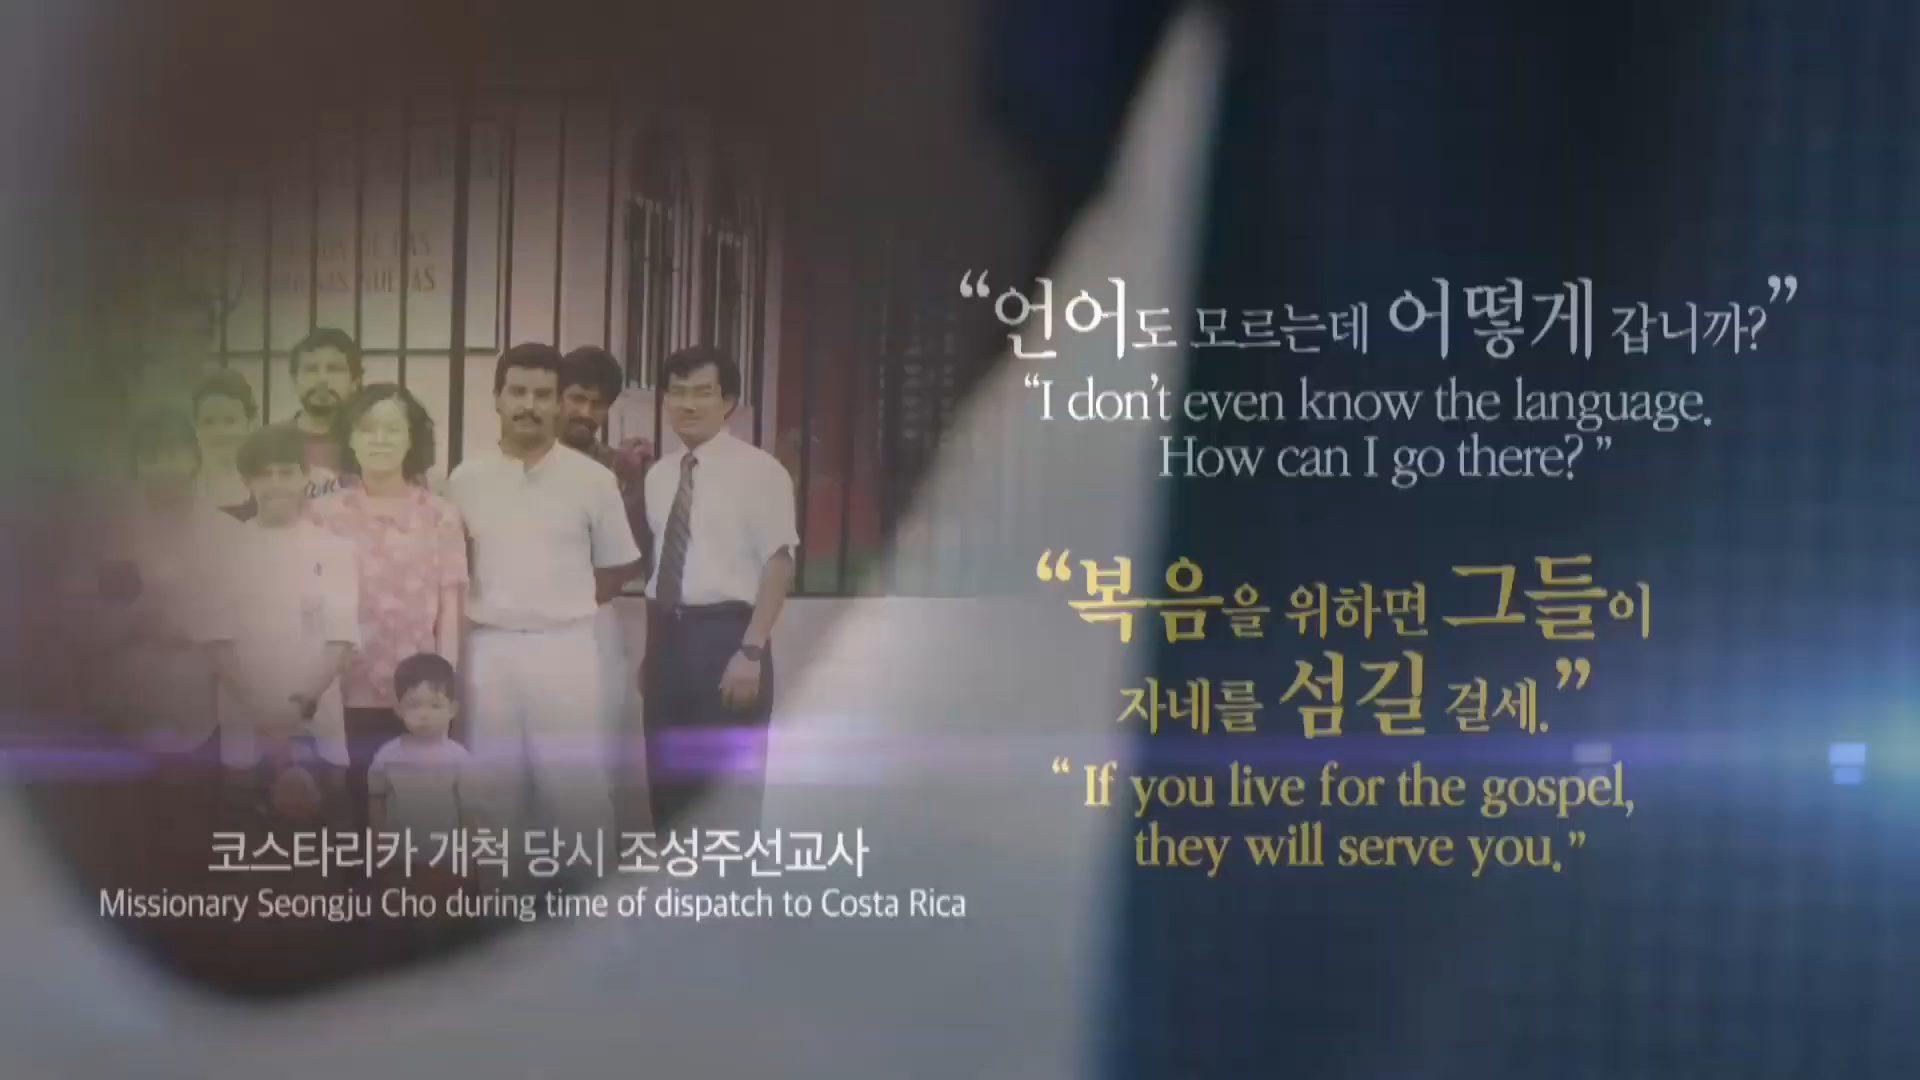 “언어도 모르는데 어떻게 갑니까?”
“I don't even know the language.
How can I go there? ”
“복음을 위하면 그들이
자네를 섬길 걸세.”
“ If you live for the gospel,
they will serve you.”
코스타리카 개척 당시 조성주선교사
Missionary Seongju Cho during time of dispatch to Costa Rica